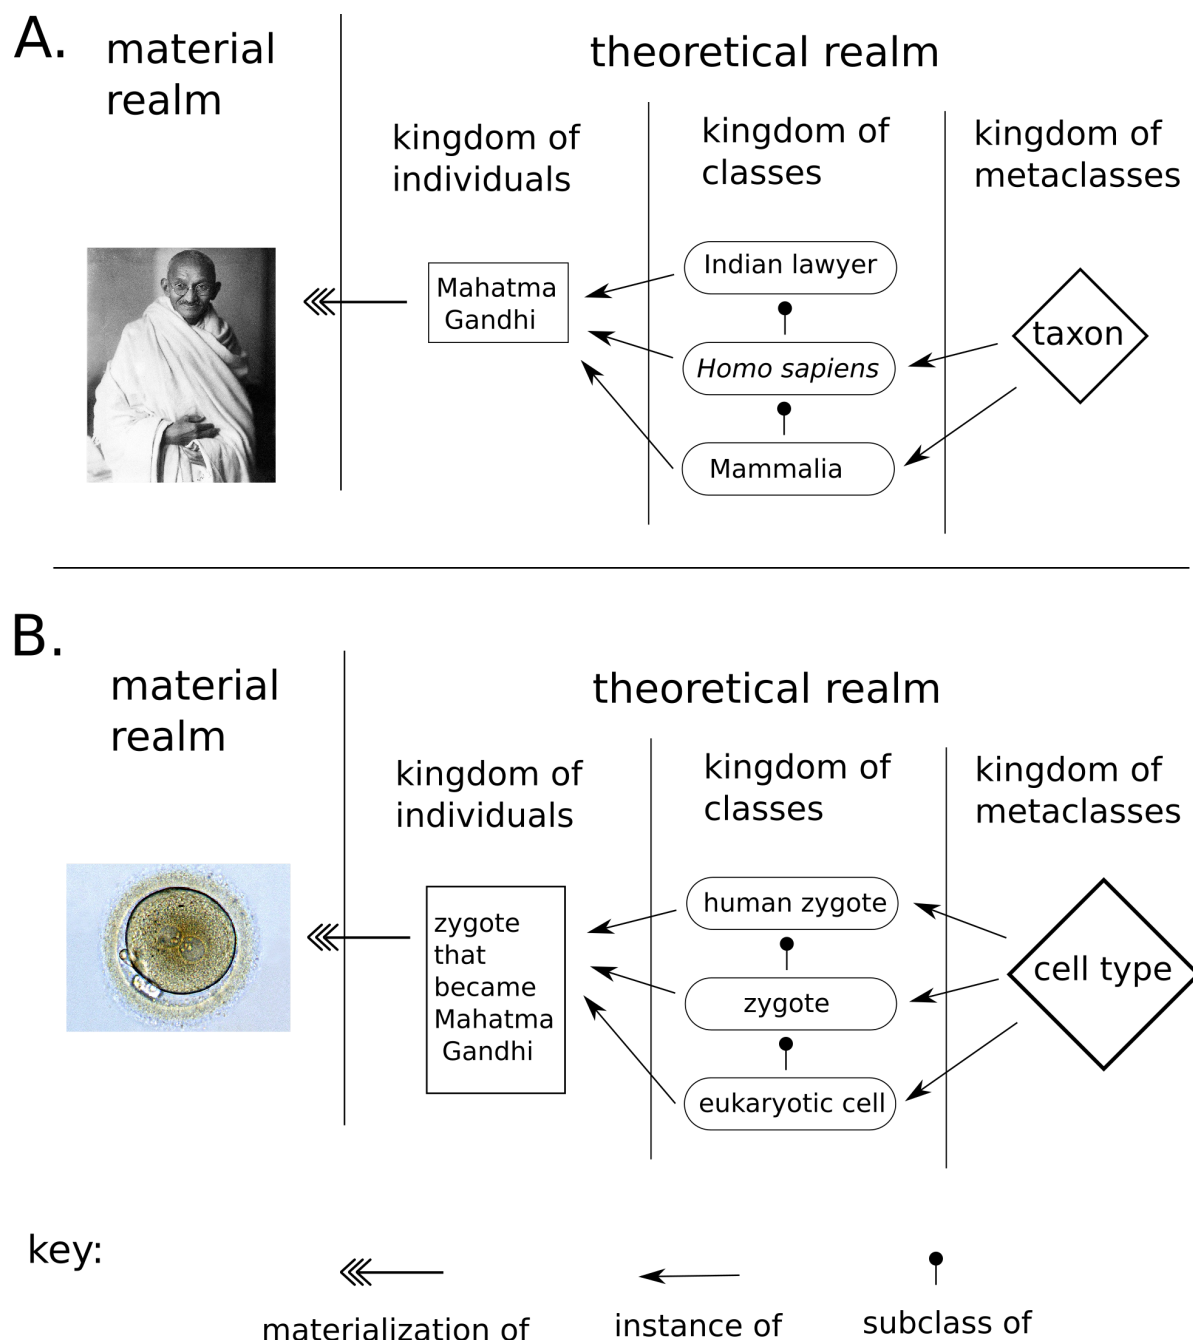 A.
material
realm
theoretical realm
kingdom of
individuals
kingdom of
classes
kingdom of
metaclasses
Mahatma
Gandhi
Indian lawyer
Homo sapiens
Mammalia
taxon
B.
material
realm
theoretical realm
kingdom of
individuals
kingdom of
classes
kingdom of
metaclasses
zygote
that
became
Mahatma
Gandhi
human zygote
zygote
eukaryotic cell
cell type
key:
materialization of
instance of
subclass of